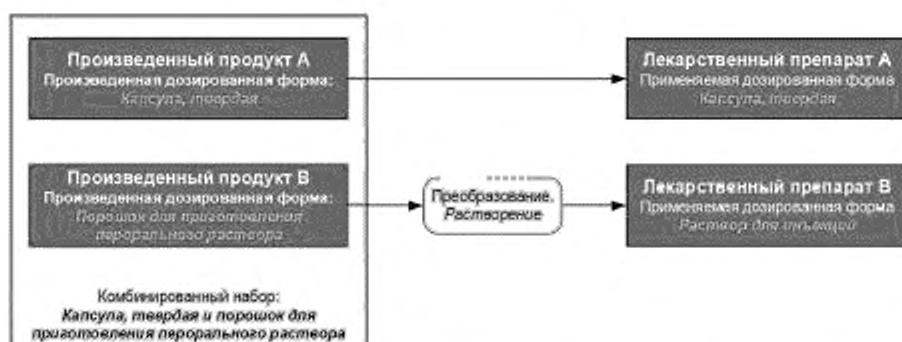 Произведенный продукт A
Произведенная дозированная форма:
Капсула, твердая
Лекарственный препарат A
Применяемая дозированная форма
Капсула, твердая
Произведенный продукт B
Произведенная дозированная форма:
Порошок для приготовления
перорального раствора
Преобразование,
Растворение
Лекарственный препарат B
Применяемая дозированная форма
Раствор для инъекций
Комбинированный набор:
Капсула, твердая и порошок для
приготовления перорального раствора